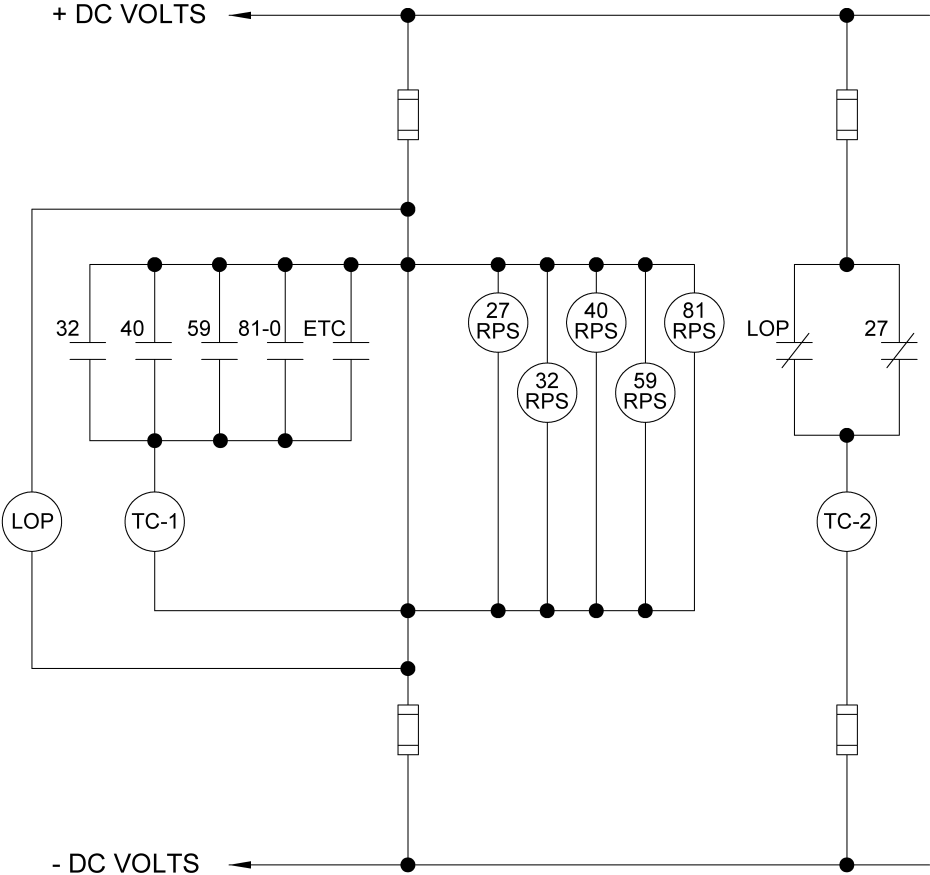 + DC VOLTS
32
40
59
81-0
ETC
27
RPS
40
RPS
81
RPS
32
RPS
59
RPS
LOP
27
LOP
TC-1
TC-2
- DC VOLTS